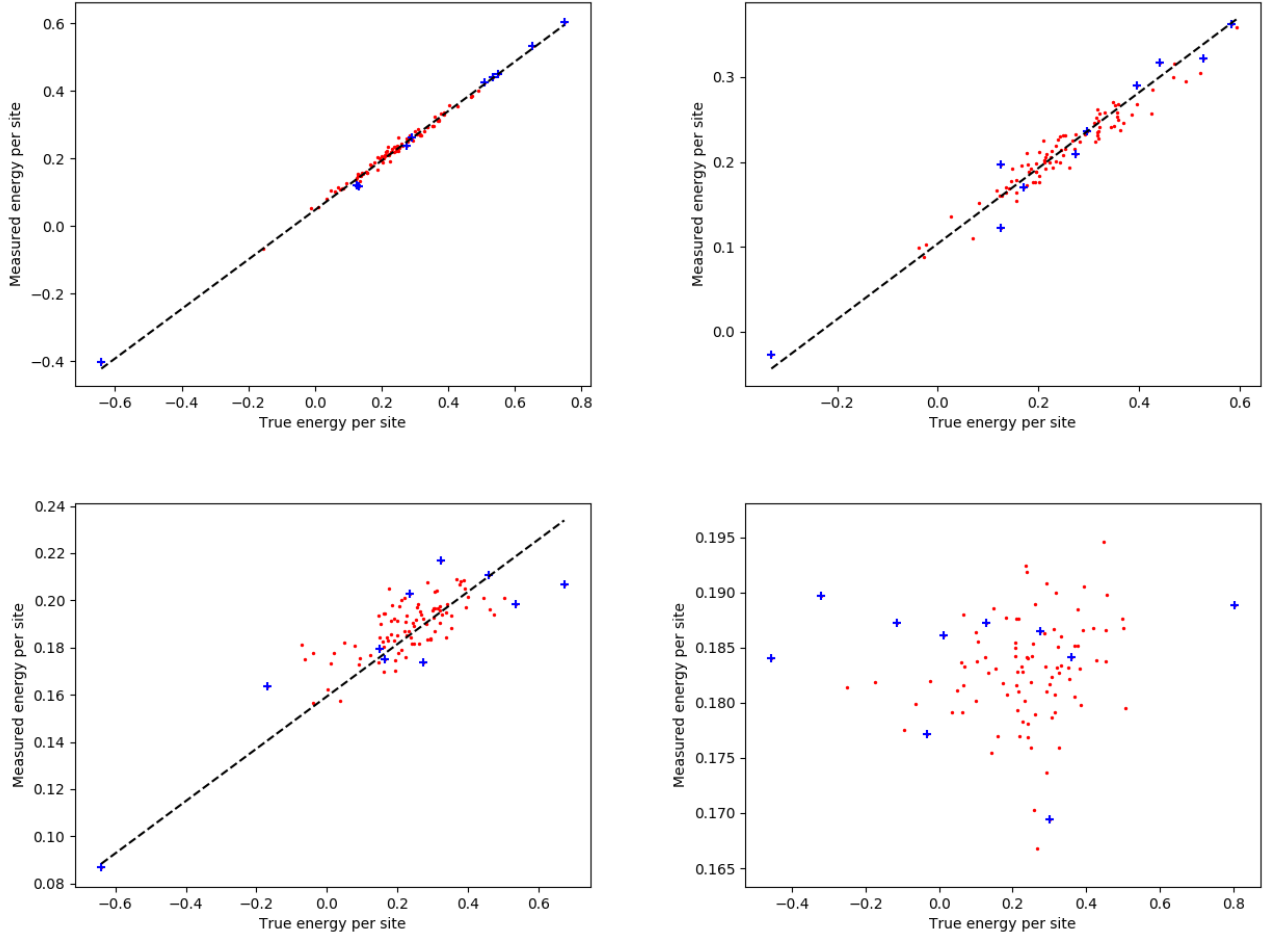 0.6
0.4
0.2
0.0
−0.2
−0.4
Measured energy per site
−0.6 −0.4 −0.2 0.0 0.2 0.4 0.6 0.8
True energy per site
0.3
0.2
0.1
0.0
Measured energy per site
−0.2 0.0 0.2 0.4 0.6
True energy per site
0.24
0.22
0.20
0.18
0.16
0.14
0.12
0.10
0.08
Measured energy per site
−0.6 −0.4 −0.2 0.0 0.2 0.4 0.6
True energy per site
0.195
0.190
0.185
0.180
0.175
0.170
0.165
Measured energy per site
−0.4 −0.2 0.0 0.2 0.4 0.6 0.8
True energy per site